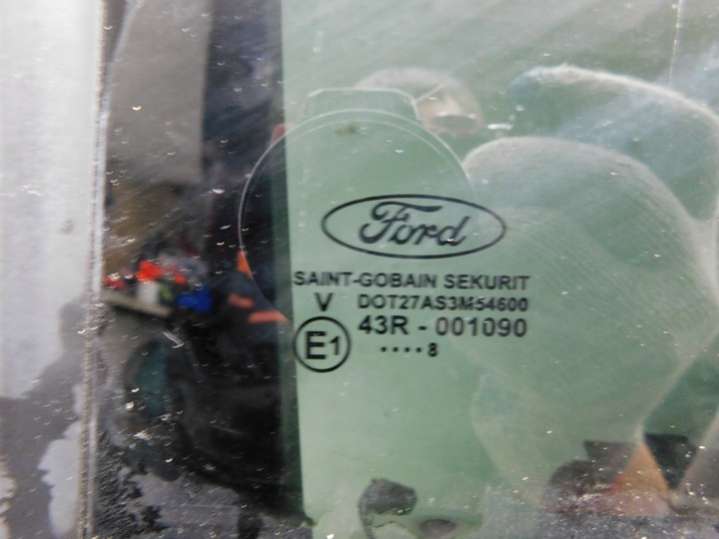 Ford
SAINT-GOBAIN SEKURIT
V DOT27AS3M54600
E1 43R - 001090
····8